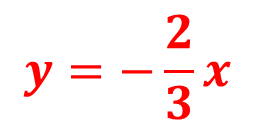 y = − 2/3 x